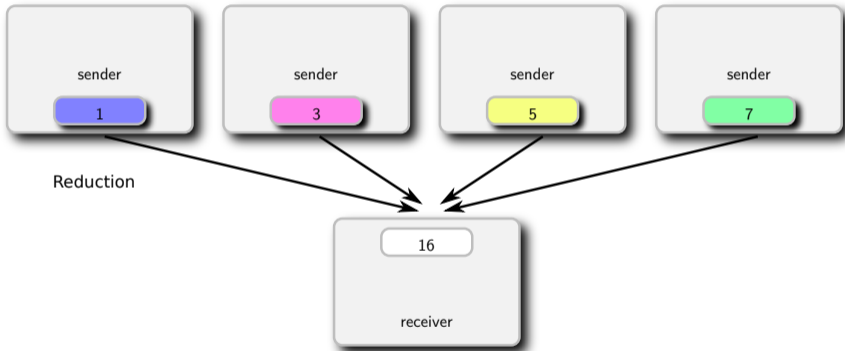 sender sender sender sender
1 3 5 7
Reduction
16
receiver